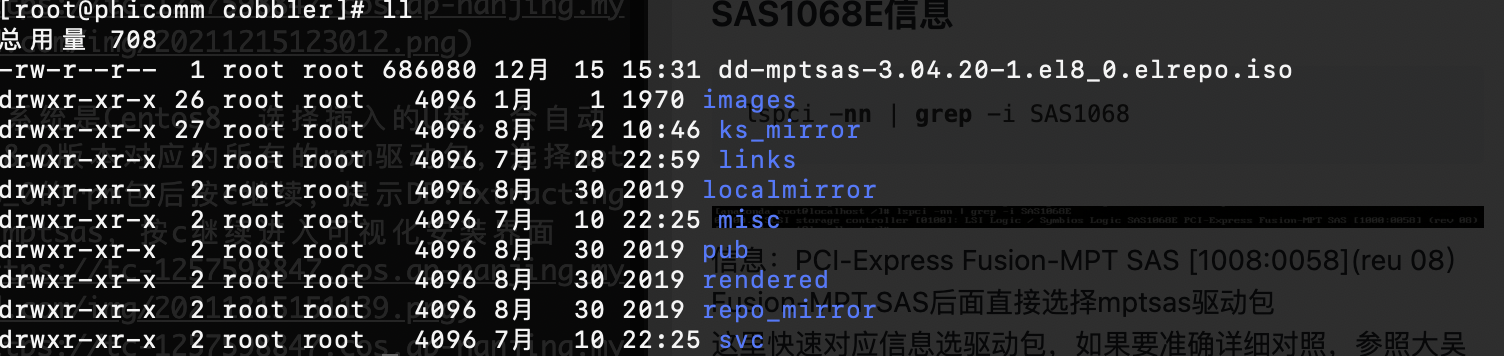 [root@phicomm cobbler]# ll
总用量 708
-rw-r--r-- 1 root root 686080 12月 15 15:31 dd-mptsas-3.04.20-1.el8_0.elrepo.iso
drwxr-xr-x 26 root root 4096 1月 1 1970 images
drwxr-xr-x 27 root root 4096 8月 2 10:46 ks_mirror
drwxr-xr-x 2 root root 4096 7月 28 22:59 links
drwxr-xr-x 2 root root 4096 8月 30 2019 localmirror
drwxr-xr-x 2 root root 4096 7月 10 22:25 misc
drwxr-xr-x 2 root root 4096 8月 30 2019 pub
drwxr-xr-x 2 root root 4096 8月 30 2019 rendered
drwxr-xr-x 2 root root 4096 8月 30 2019 repo_mirror
drwxr-xr-x 2 root root 4096 7月 10 22:25 svc
SAS1068E信息
lspci -nn | grep -i SAS1068
信息：PCI-Express Fusion-MPT SAS [1008:0058](reu 08)
Fusion-MPT SAS后面直接选择mptsas驱动包
这里快速对应信息选驱动包，如果要准确详细对照，参照大吴